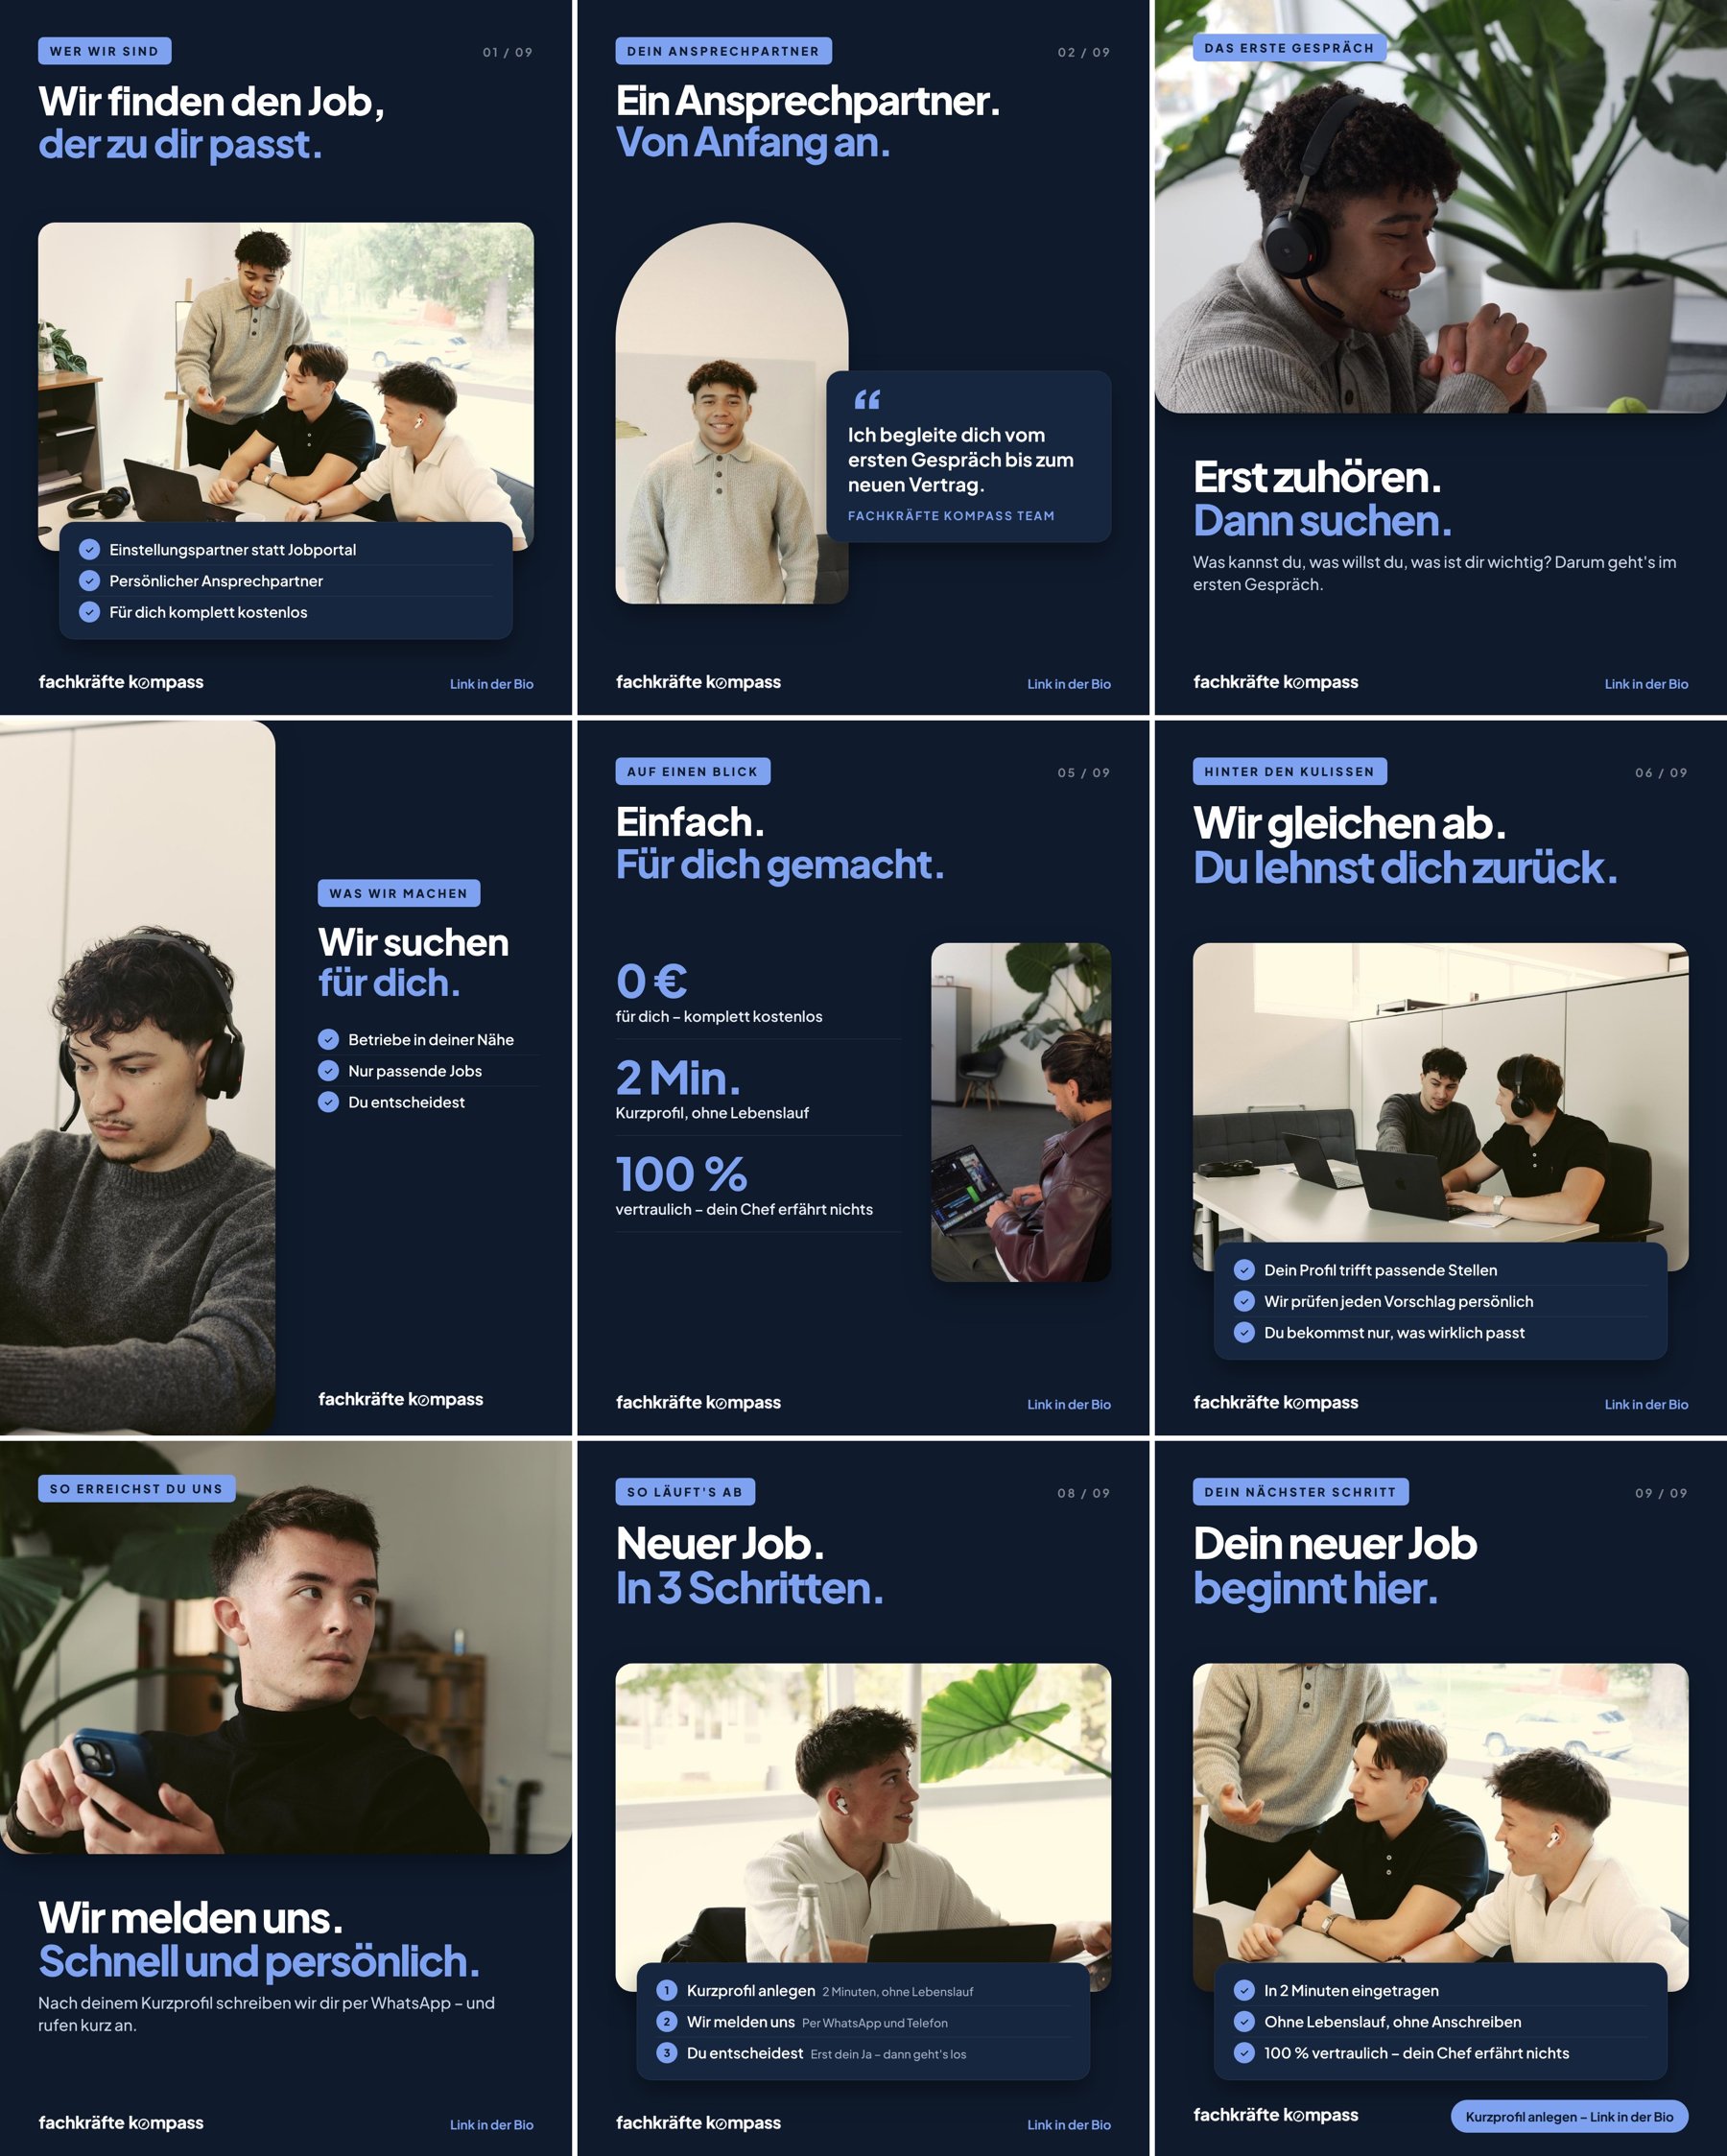 WER WIR SIND
01 / 09
Wir finden den Job,
der zu dir passt.
Einstellungspartner statt Jobportal
Persönlicher Ansprechpartner
Für dich komplett kostenlos
fachkräfte kompass
Link in der Bio
DEIN ANSPRECHPARTNER
02 / 09
Ein Ansprechpartner.
Von Anfang an.
“
Ich begleite dich vom
ersten Gespräch bis zum
neuen Vertrag.
FACHKRÄFTE KOMPASS TEAM
fachkräfte kompass
Link in der Bio
DAS ERSTE GESPRÄCH
Erst zuhören.
Dann suchen.
Was kannst du, was willst du, was ist dir wichtig? Darum geht's im
ersten Gespräch.
fachkräfte kompass
Link in der Bio
WAS WIR MACHEN
Wir suchen
für dich.
Betriebe in deiner Nähe
Nur passende Jobs
Du entscheidest
fachkräfte kompass
AUF EINEN BLICK
05 / 09
Einfach.
Für dich gemacht.
0 €
für dich – komplett kostenlos
2 Min.
Kurzprofil, ohne Lebenslauf
100 %
vertraulich – dein Chef erfährt nichts
fachkräfte kompass
Link in der Bio
HINTER DEN KULISSEN
06 / 09
Wir gleichen ab.
Du lehnst dich zurück.
Dein Profil trifft passende Stellen
Wir prüfen jeden Vorschlag persönlich
Du bekommst nur, was wirklich passt
fachkräfte kompass
Link in der Bio
SO ERREICHST DU UNS
Wir melden uns.
Schnell und persönlich.
Nach deinem Kurzprofil schreiben wir dir per WhatsApp – und
rufen kurz an.
fachkräfte kompass
Link in der Bio
SO LÄUFT'S AB
08 / 09
Neuer Job.
In 3 Schritten.
1 Kurzprofil anlegen 2 Minuten, ohne Lebenslauf
2 Wir melden uns Per WhatsApp und Telefon
3 Du entscheidest Erst dein Ja – dann geht's los
fachkräfte kompass
Link in der Bio
DEIN NÄCHSTER SCHRITT
09 / 09
Dein neuer Job
beginnt hier.
In 2 Minuten eingetragen
Ohne Lebenslauf, ohne Anschreiben
100 % vertraulich – dein Chef erfährt nichts
fachkräfte kompass
Kurzprofil anlegen – Link in der Bio